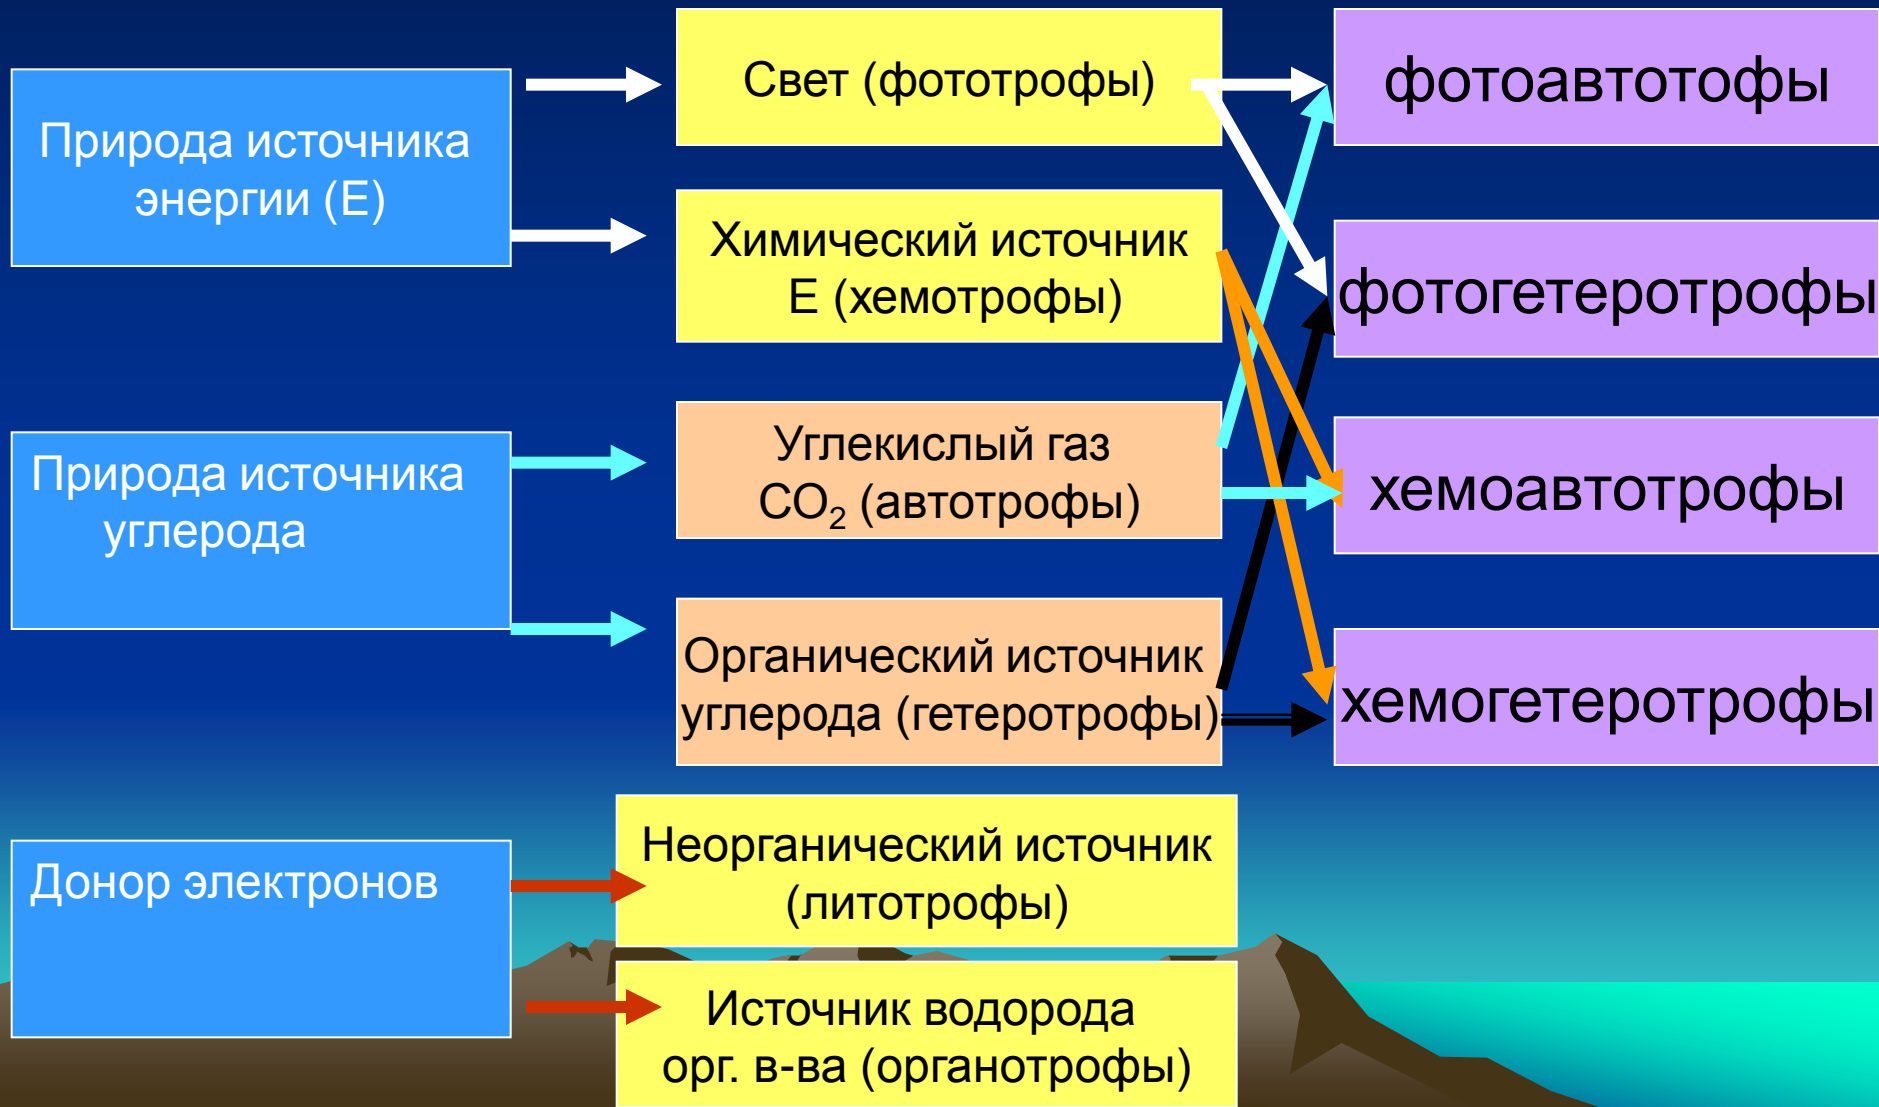 Природа источника
энергии (Е)
Свет (фототрофы)
фотоавтотофы
Химический источник
Е (хемотрофы)
фотогетеротрофы
Природа источника
углерода
Углекислый газ
СО₂ (автотрофы)
хемоавтотрофы
Органический источник
углерода (гетеротрофы)
хемогетеротрофы
Донор электронов
Неорганический источник
(литотрофы)
Источник водорода
орг. в-ва (органотрофы)